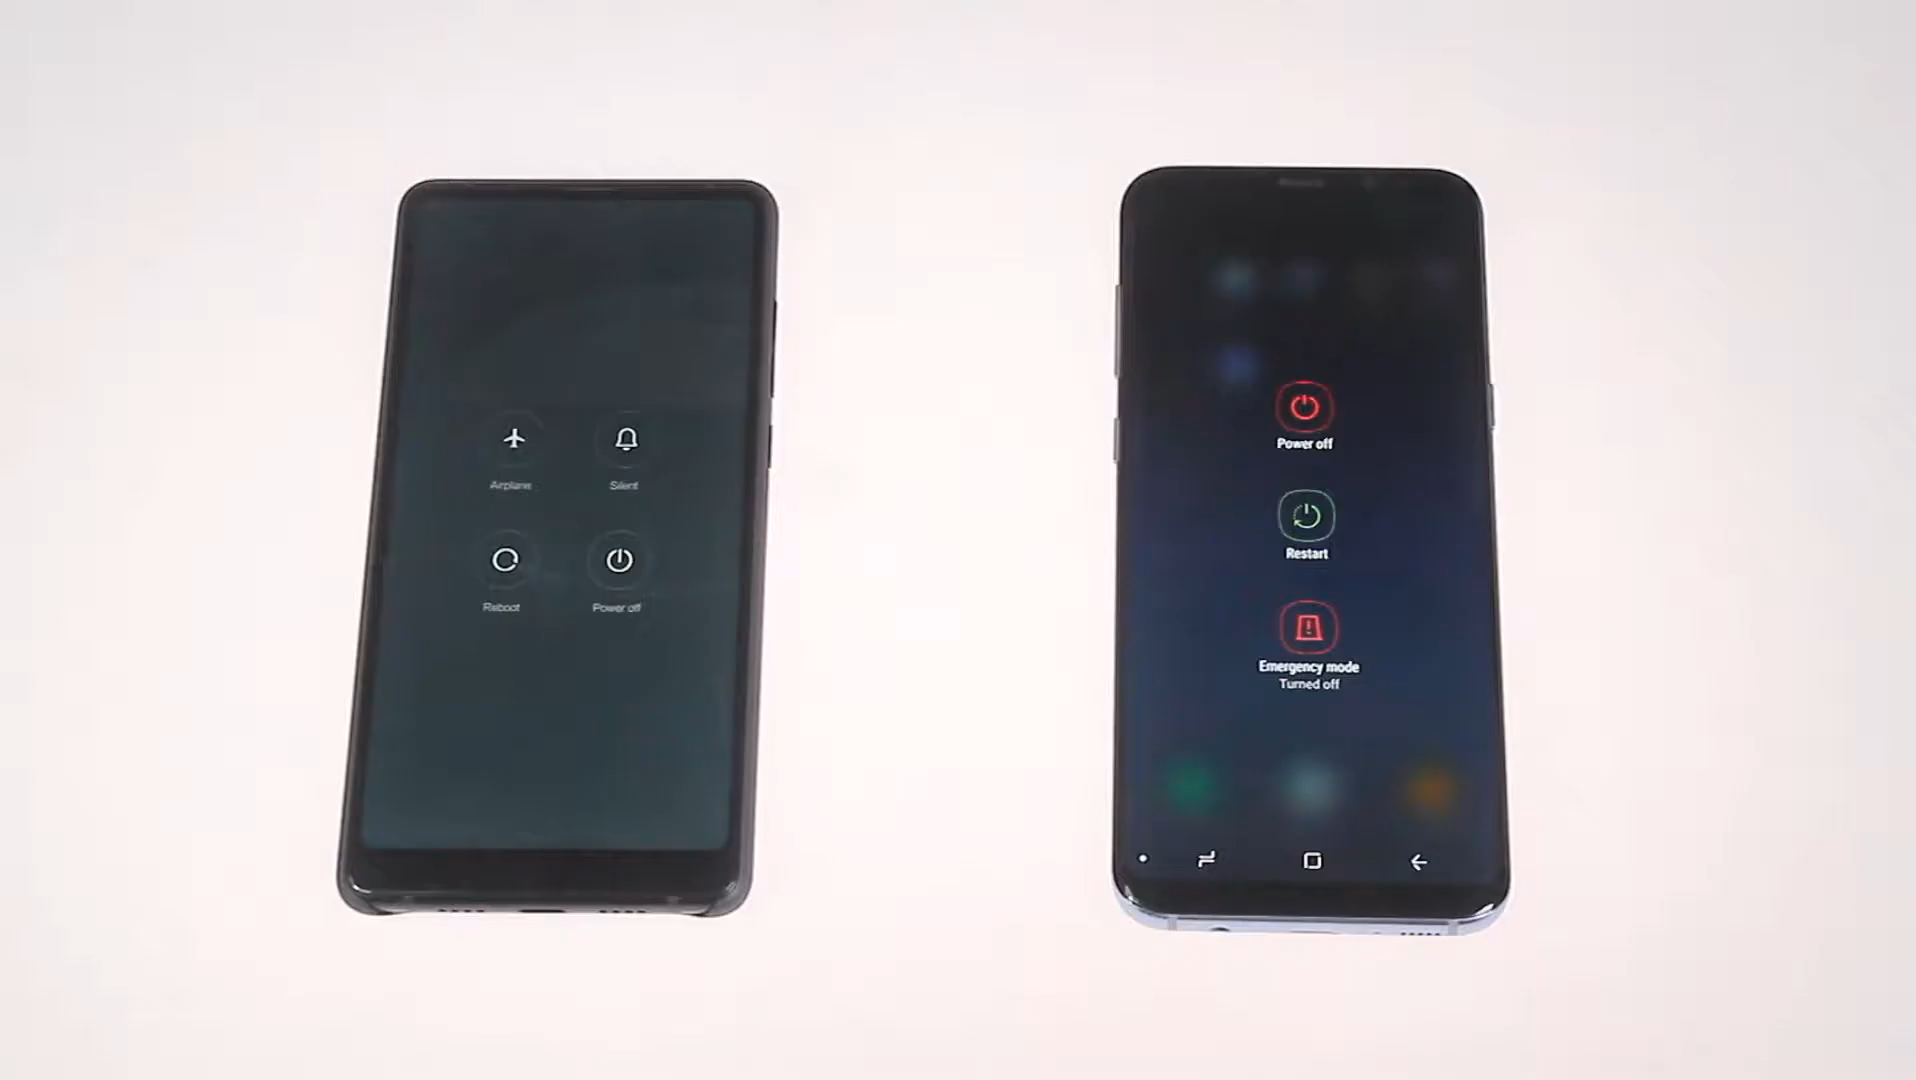 Airplane
Silent
Reboot
Power off
Power off
Restart
Emergency mode
Turned off